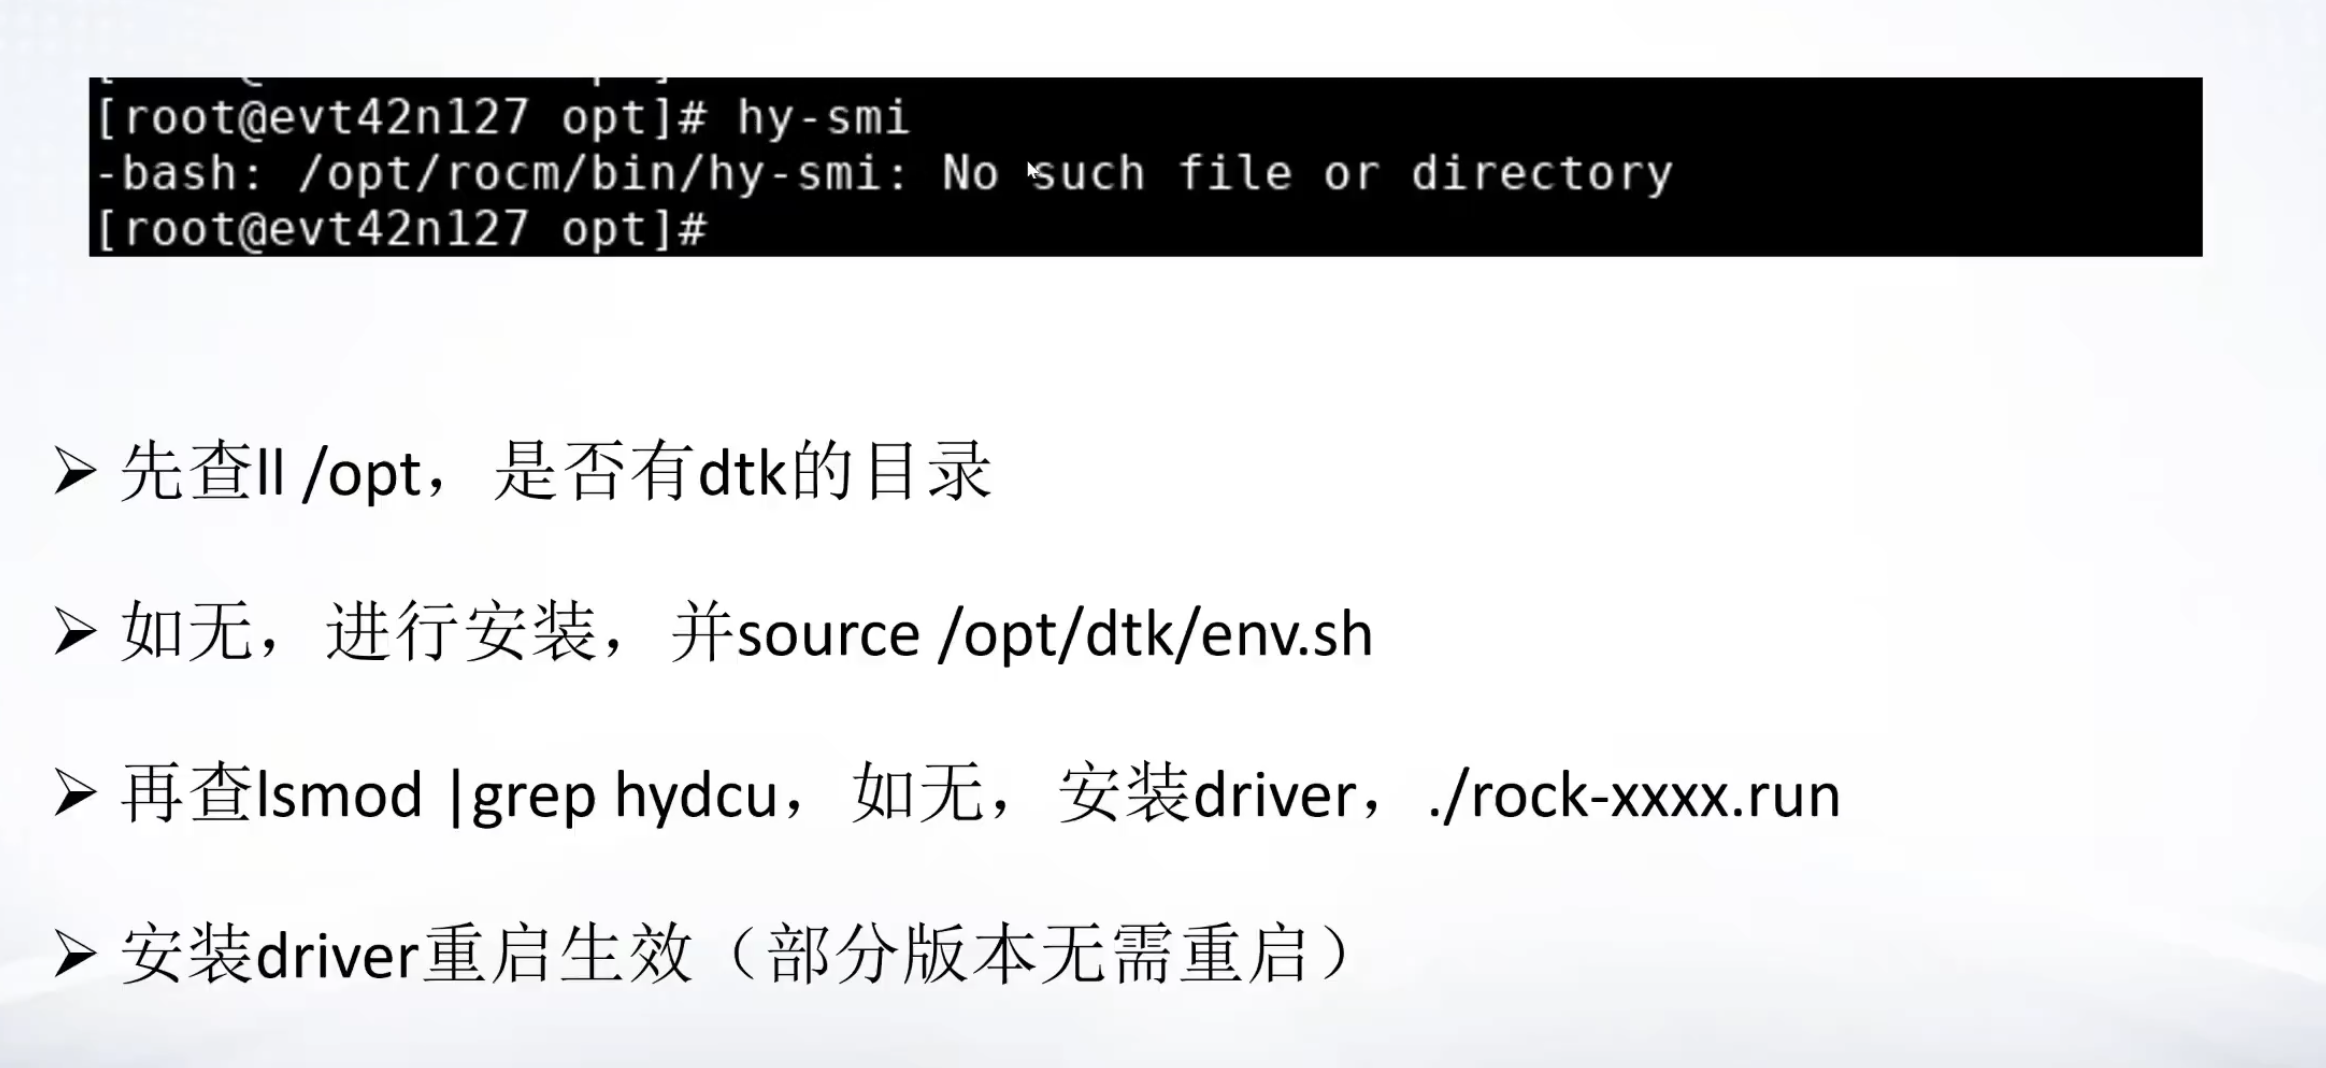 [root@evt42n127 opt]# hy-smi
-bash: /opt/rocm/bin/hy-smi: No such file or directory
[root@evt42n127 opt]#
➢ 先查ll /opt，是否有dtk的目录
➢ 如无，进行安装，并source /opt/dtk/env.sh
➢ 再查lsmod |grep hydcu，如无，安装driver，./rock-xxxx.run
➢ 安装driver重启生效（部分版本无需重启）